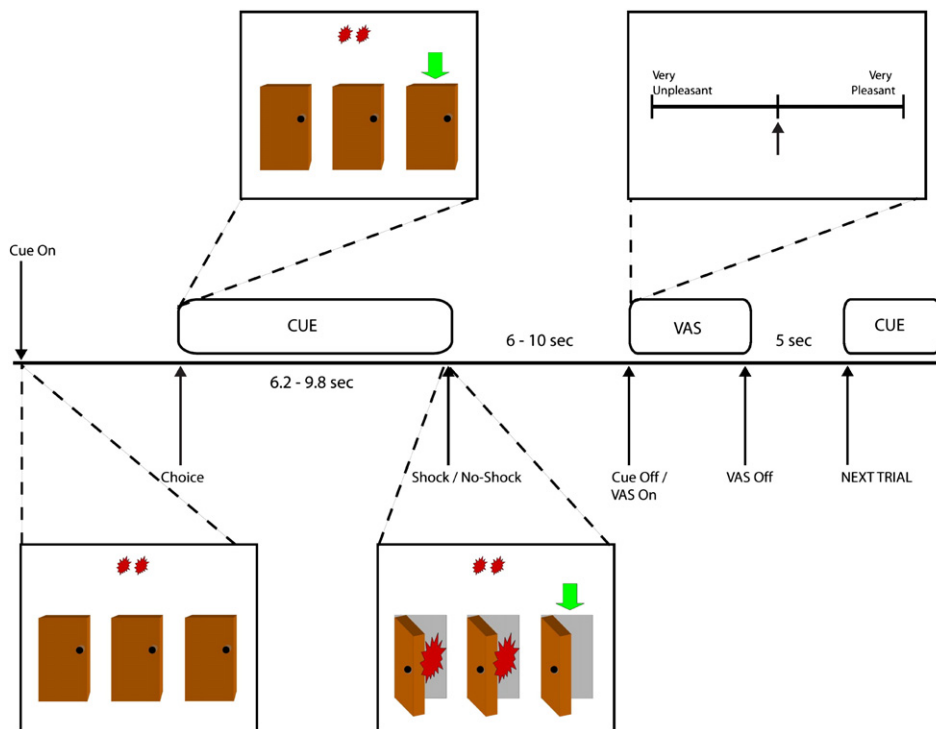 Very
Unpleasant
Very
Pleasant
Cue On
CUE
VAS
CUE
6 - 10 sec
5 sec
6.2 - 9.8 sec
Choice
Shock / No-Shock
Cue Off /
VAS On
VAS Off
NEXT TRIAL